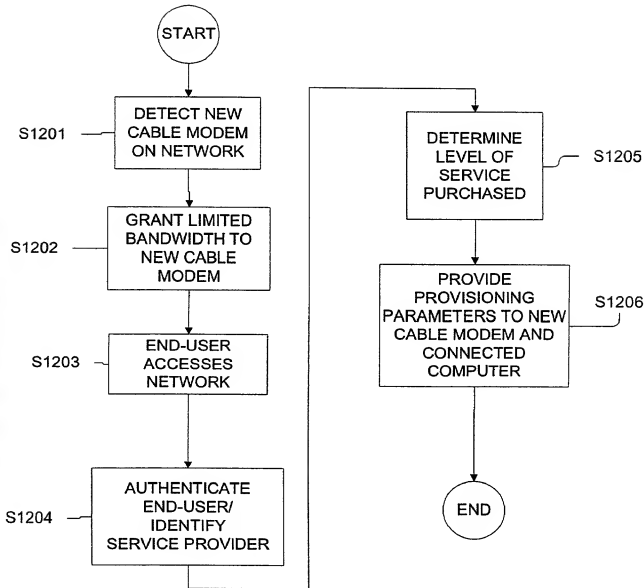 START
S1201
DETECT NEW
CABLE MODEM
ON NETWORK
S1202
GRANT LIMITED
BANDWIDTH TO
NEW CABLE
MODEM
S1203
END-USER
ACCESSES
NETWORK
S1204
AUTHENTICATE
END-USER/
IDENTIFY
SERVICE PROVIDER
DETERMINE
LEVEL OF
SERVICE
PURCHASED
S1205
PROVIDE
PROVISIONING
PARAMETERS TO NEW
CABLE MODEM AND
CONNECTED
COMPUTER
S1206
END